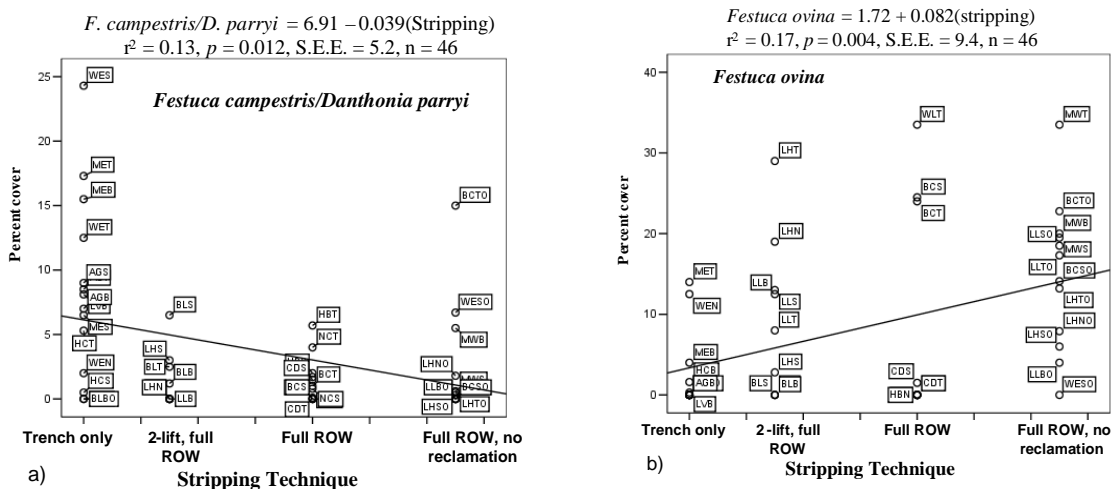 F. campestris/D. parryi = 6.91 – 0.039(Stripping)
r² = 0.13, p = 0.012, S.E.E. = 5.2, n = 46
Festuca campestris/Danthonia parryi
Percent cover
25
20
15
10
5
0
WES
MET
MEB
WET
AGS
AGB
LVB
MES
HCT
WEN
HCS
BLBO
BLS
LHS
BLT
BLB
LHN
LLB
HBT
NCT
CDS
BCT
BCS
NCS
CDT
BCTO
WESO
MWB
LHNO
MWS
LLBO
BCSO
LHSO
LHTO
Trench only
2-lift, full ROW
Full ROW
Full ROW, no reclamation
Stripping Technique
a)
Festuca ovina = 1.72 + 0.082(stripping)
r² = 0.17, p = 0.004, S.E.E. = 9.4, n = 46
Festuca ovina
Percent cover
40
30
20
10
0
MET
WEN
MEB
HCB
AGBO
LVB
LHT
LHN
LLB
LLS
LLT
LHS
BLS
BLB
WLT
BCS
BCT
CDS
CDT
HBN
MWT
BCTO
MWB
LLSO
MWS
LLTO
BCSO
LHTO
LHNO
LHSO
LLBO
WESO
Trench only
2-lift, full ROW
Full ROW
Full ROW, no reclamation
Stripping Technique
b)